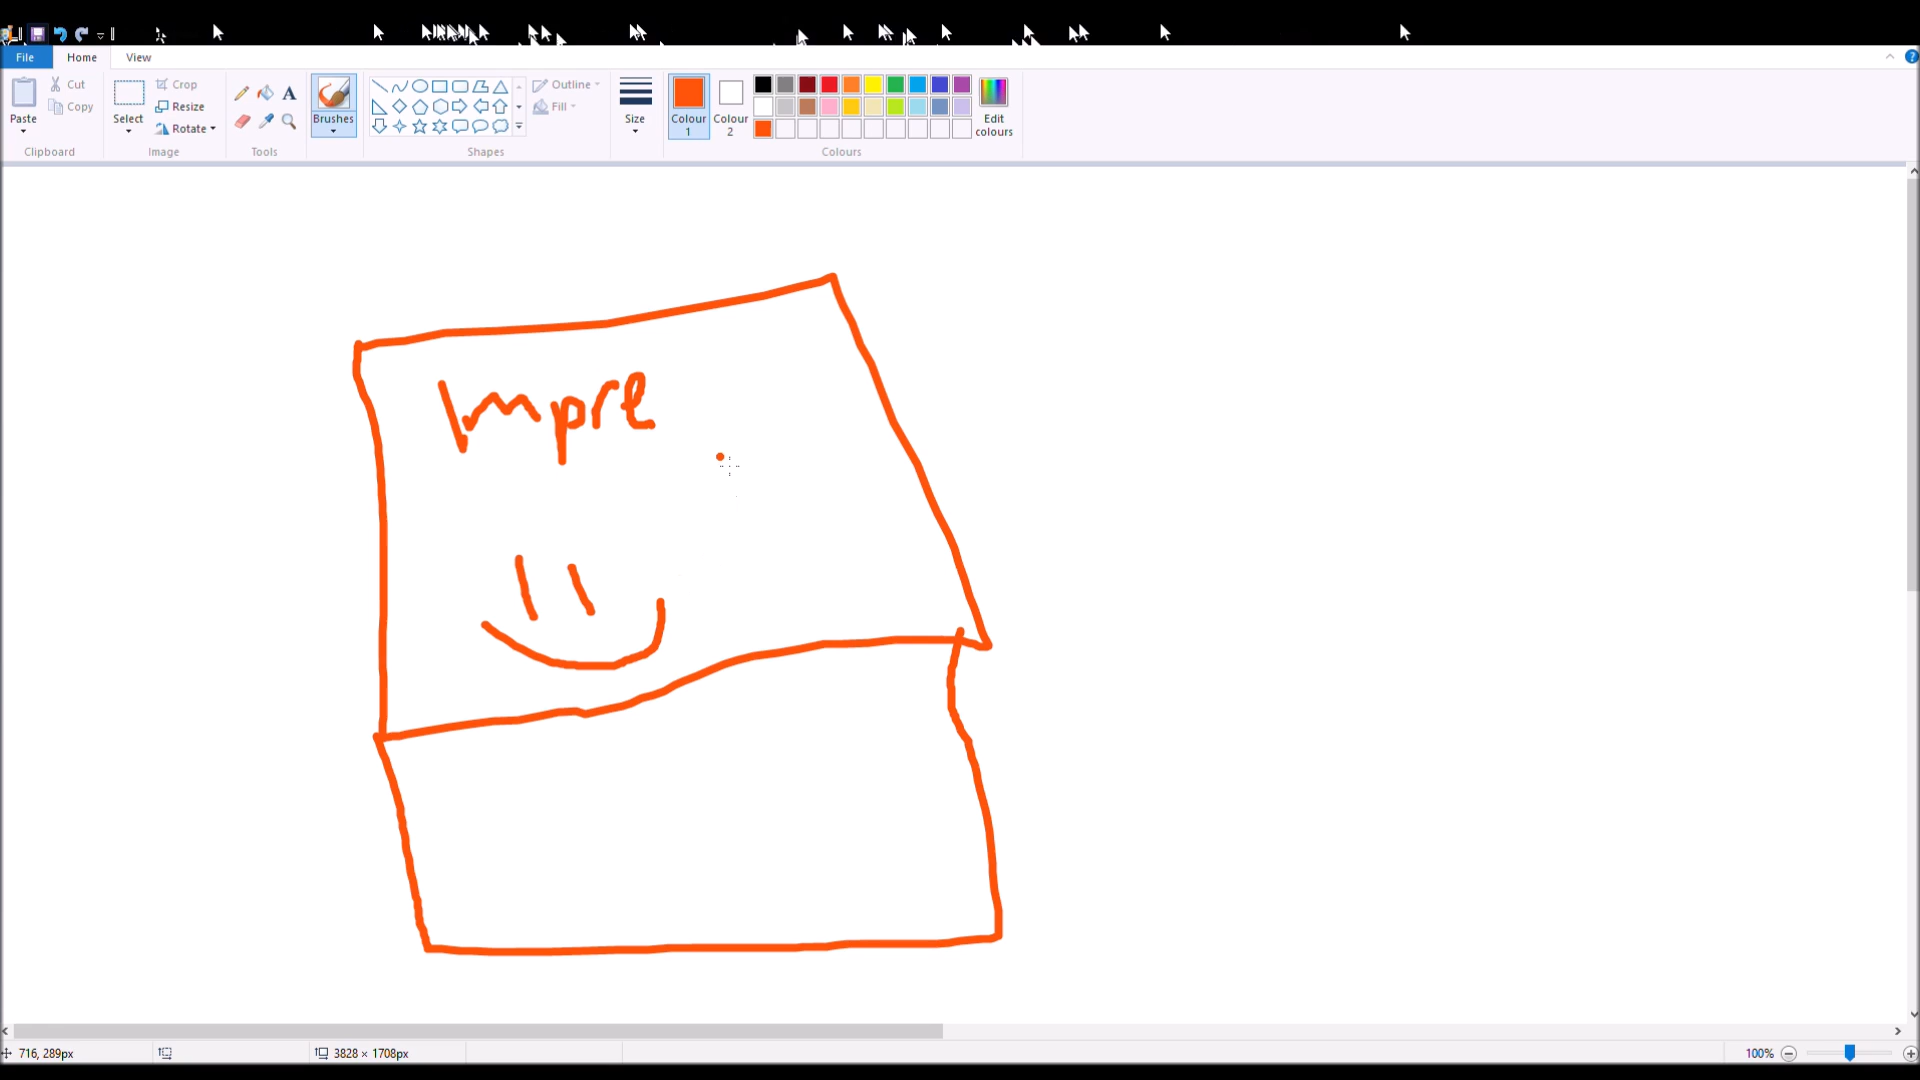 File Home View
Cut
Copy
Paste
Clipboard
Crop
Resize
Rotate
Select
Image
Tools
Brushes
Outline
Fill
Shapes
Size
Colour 1
Colour 2
Edit colours
Colours
Impre
716, 289px
3828 × 1708px
100%